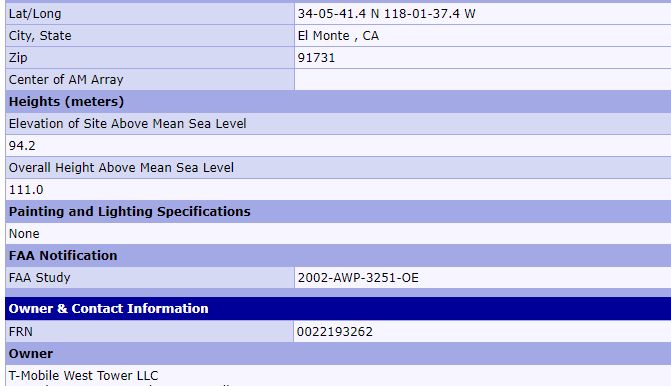 Lat/Long 34-05-41.4 N 118-01-37.4 W
City, State El Monte , CA
Zip 91731
Center of AM Array
Heights (meters)
Elevation of Site Above Mean Sea Level
94.2
Overall Height Above Mean Sea Level
111.0
Painting and Lighting Specifications
None
FAA Notification
FAA Study 2002-AWP-3251-OE
Owner & Contact Information
FRN 0022193262
Owner
T-Mobile West Tower LLC